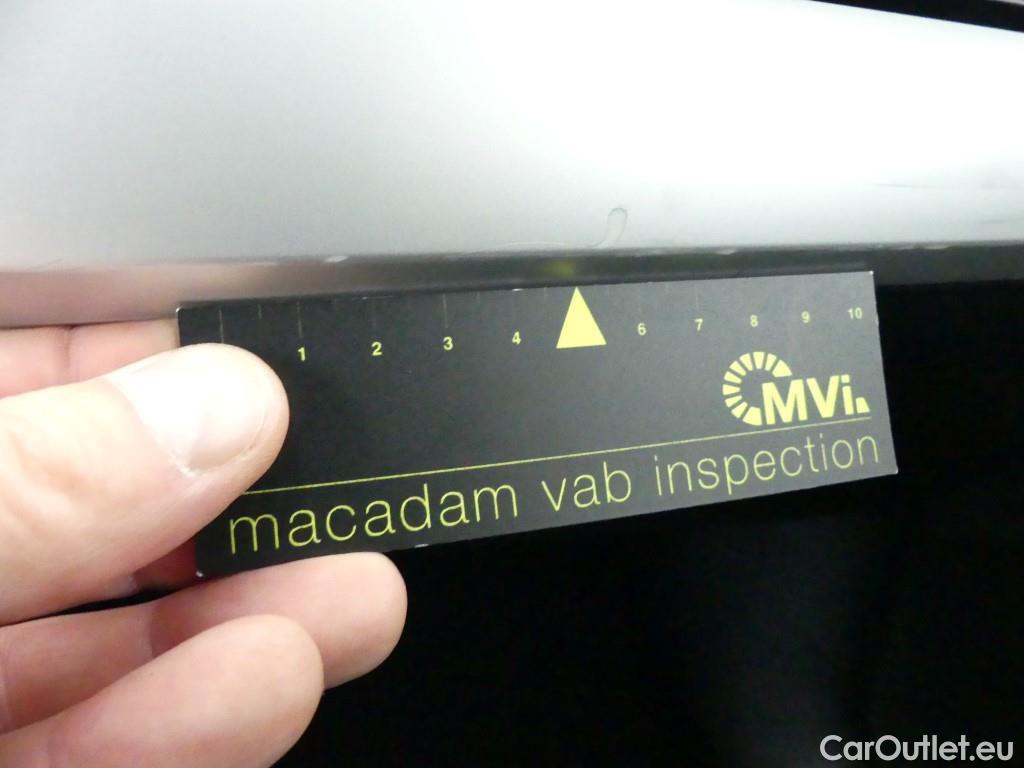 1 2 3 4 6 7 8 9 10
MVi
macadam vab inspection
CarOutlet.eu